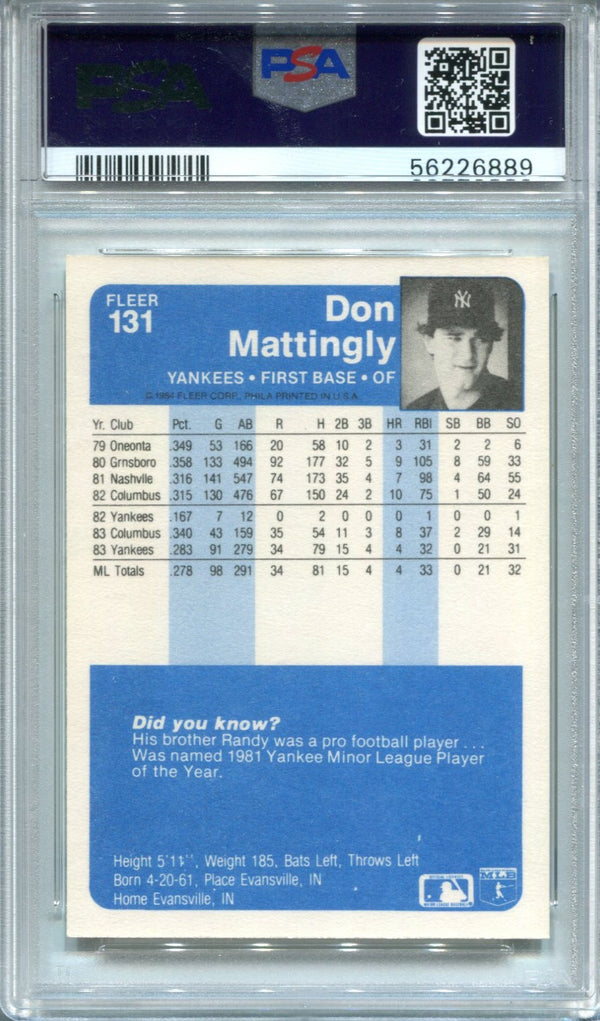 PSA
PSA
56226889
FLEER
131
Don
Mattingly
YANKEES • FIRST BASE • OF
© 1984 FLEER CORP., PHILA PRINTED IN U.S.A.
Yr. Club Pct. G AB R H 2B 3B HR RBI SB BB SO
79 Oneonta .349 53 166 20 58 10 2 3 31 2 2 6
80 Grnsboro .358 133 494 92 177 32 5 9 105 8 59 33
81 Nashvlle .316 141 547 74 173 35 4 7 98 4 64 55
82 Columbus .315 130 476 67 150 24 2 10 75 1 50 24
82 Yankees .167 7 12 0 2 0 0 0 1 0 0 1
83 Columbus .340 43 159 35 54 11 3 8 37 2 29 14
83 Yankees .283 91 279 34 79 15 4 4 32 0 21 31
ML Totals .278 98 291 34 81 15 4 4 33 0 21 32
Did you know?
His brother Randy was a pro football player . . .
Was named 1981 Yankee Minor League Player
of the Year.
Height 5'11'', Weight 185, Bats Left, Throws Left
Born 4-20-61, Place Evansville, IN
Home Evansville, IN